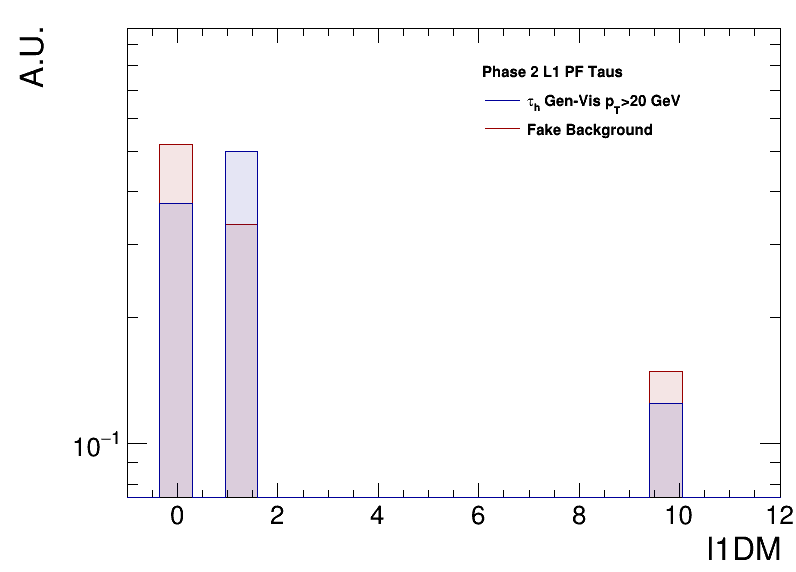 A.U.
Phase 2 L1 PF Taus
τh Gen-Vis pT>20 GeV
Fake Background
10−1
0 2 4 6 8 10 12
l1DM